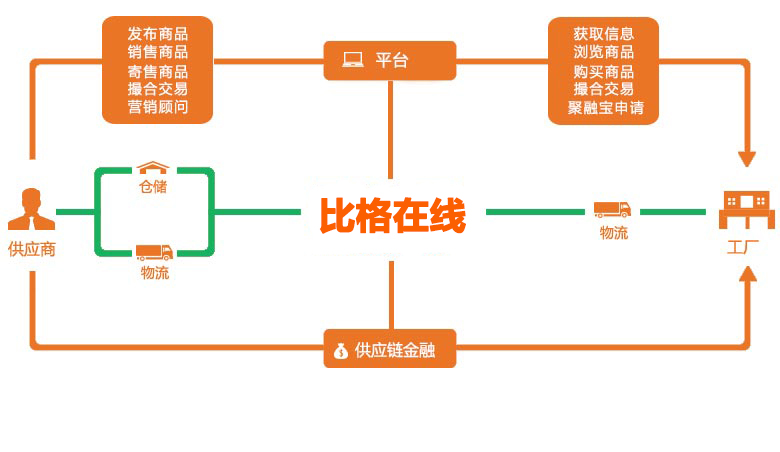 发布商品
销售商品
寄售商品
撮合交易
营销顾问
平台
获取信息
浏览商品
购买商品
撮合交易
聚融宝申请
仓储
比格在线
供应商
物流
物流
工厂
供应链金融